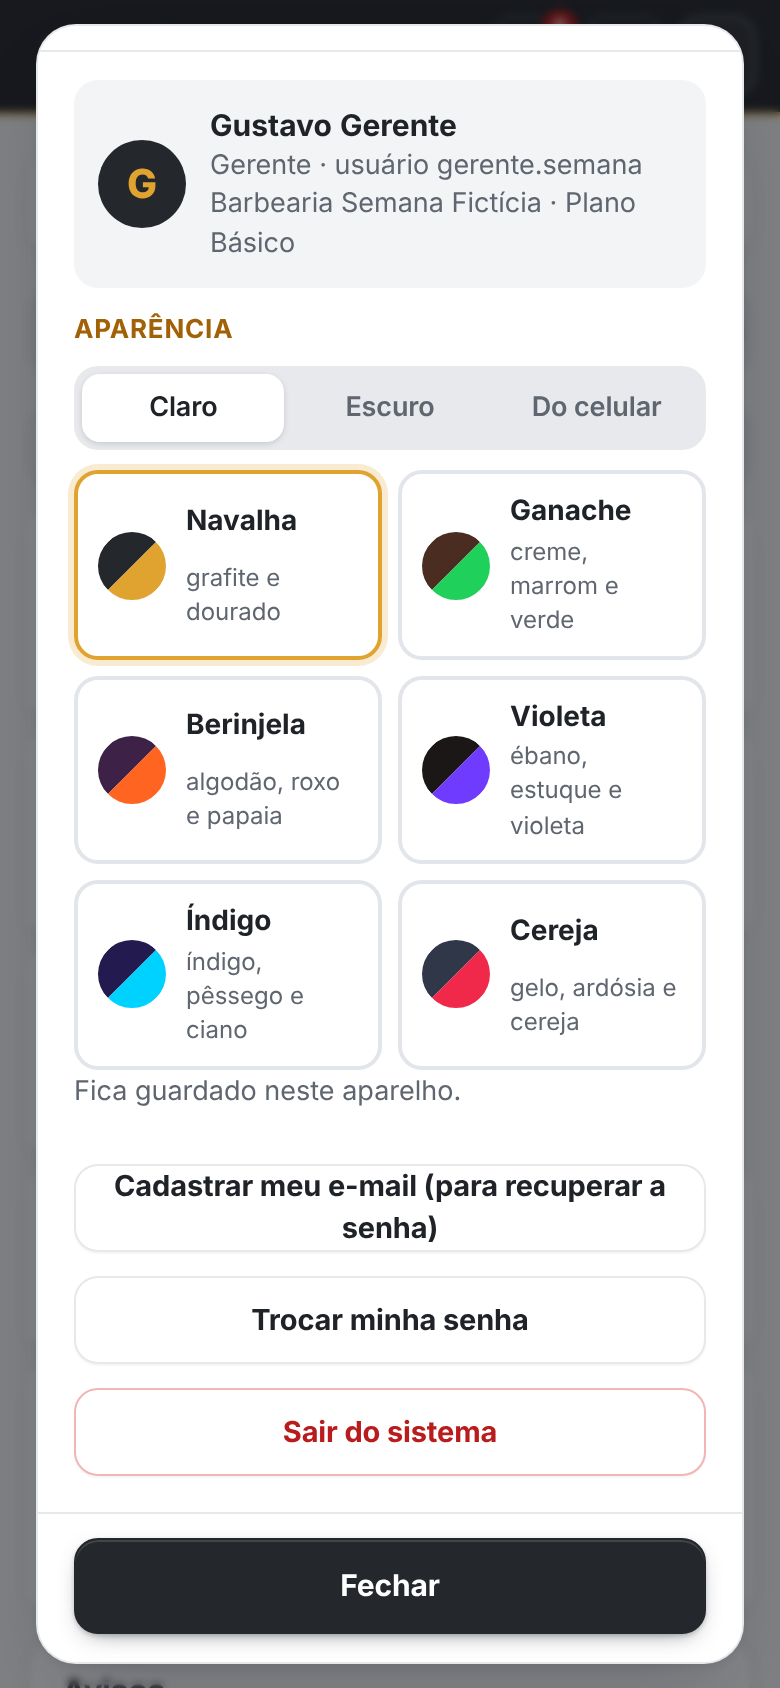 G
Gustavo Gerente
Gerente · usuário gerente.semana
Barbearia Semana Fictícia · Plano
Básico
APARÊNCIA
Claro
Escuro
Do celular
Navalha
grafite e
dourado
Ganache
creme,
marrom e
verde
Berinjela
algodão, roxo
e papaia
Violeta
ébano,
estuque e
violeta
Índigo
índigo,
pêssego e
ciano
Cereja
gelo, ardósia e
cereja
Fica guardado neste aparelho.
Cadastrar meu e-mail (para recuperar a
senha)
Trocar minha senha
Sair do sistema
Fechar